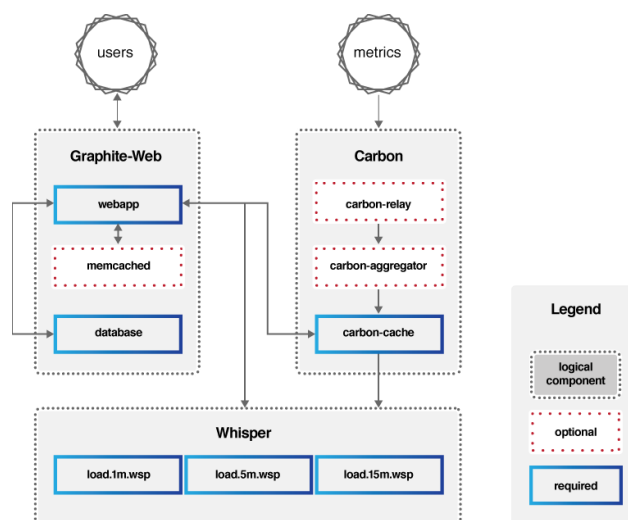 users
metrics
Graphite-Web
Carbon
webapp
carbon-relay
memcached
carbon-aggregator
database
carbon-cache
Whisper
load.1m.wsp
load.5m.wsp
load.15m.wsp
Legend
logical
component
optional
required